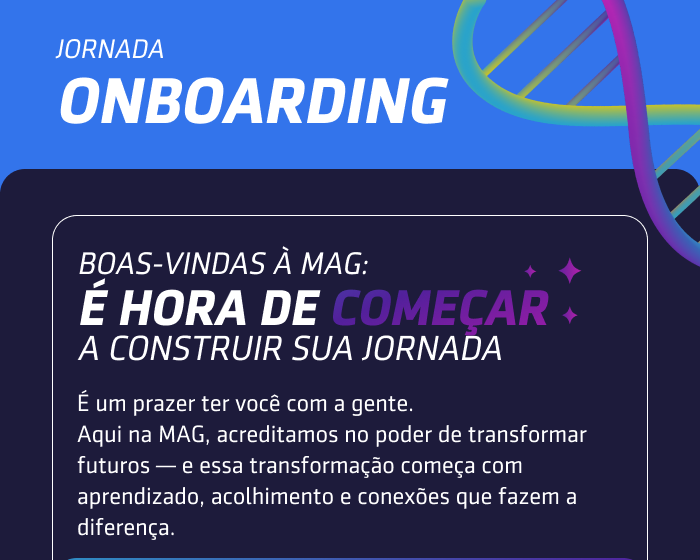 JORNADA
ONBOARDING
BOAS-VINDAS À MAG:
É HORA DE COMEÇAR
A CONSTRUIR SUA JORNADA
É um prazer ter você com a gente.
Aqui na MAG, acreditamos no poder de transformar
futuros — e essa transformação começa com
aprendizado, acolhimento e conexões que fazem a
diferença.